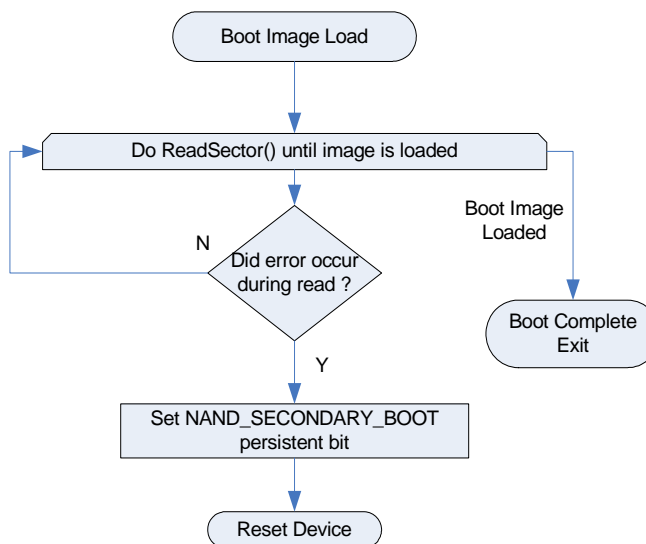 Boot Image Load
Do ReadSector() until image is loaded
Boot Image
Loaded
N
Did error occur
during read ?
Boot Complete
Exit
Y
Set NAND_SECONDARY_BOOT
persistent bit
Reset Device